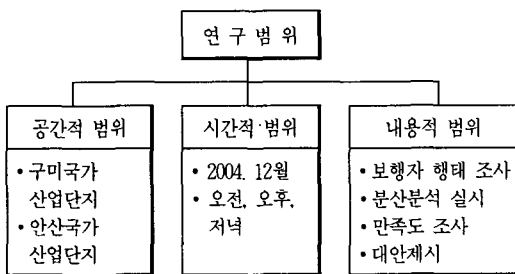 연 구 범 위
공간적 범위
• 구미국가
산업단지
• 안산국가
산업단지
시간적·범위
• 2004. 12월
• 오전, 오후,
저녁
내용적 범위
• 보행자 행태 조사
• 분산분석 실시
• 만족도 조사
• 대안제시